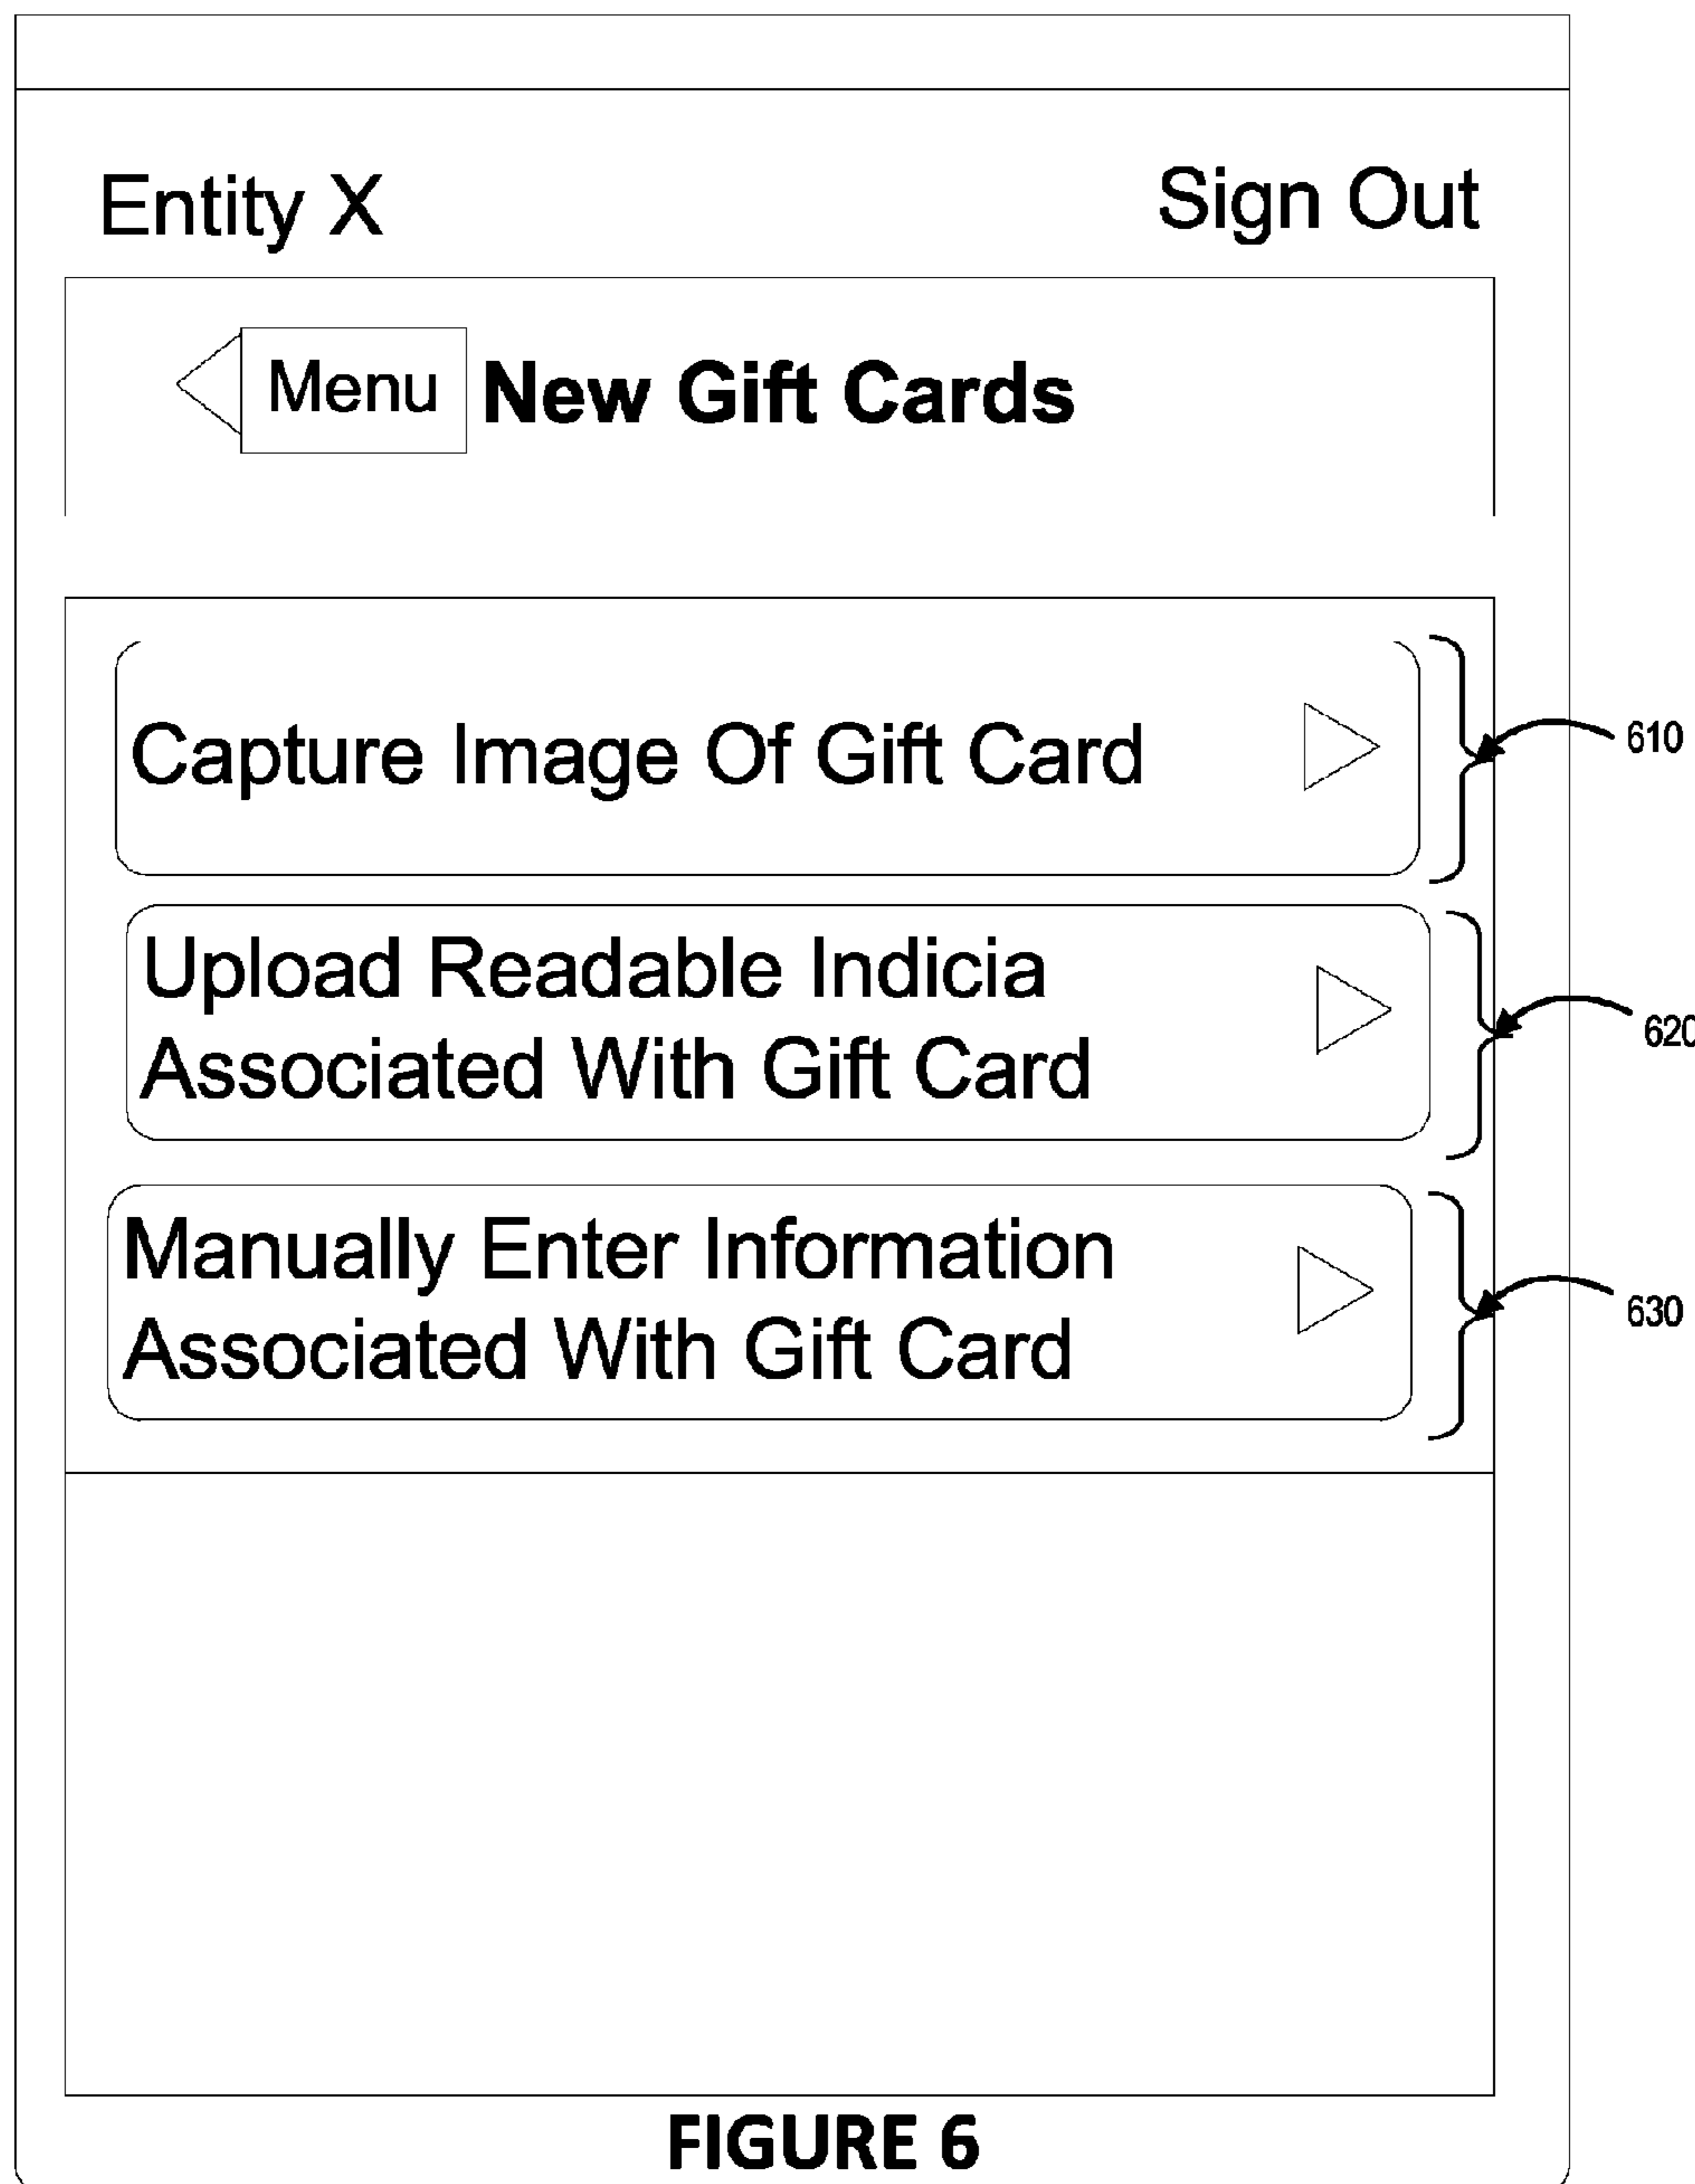 Entity X Sign Out
Menu New Gift Cards
Capture Image Of Gift Card
610
Upload Readable Indicia
Associated With Gift Card
620
Manually Enter Information
Associated With Gift Card
630
FIGURE 6